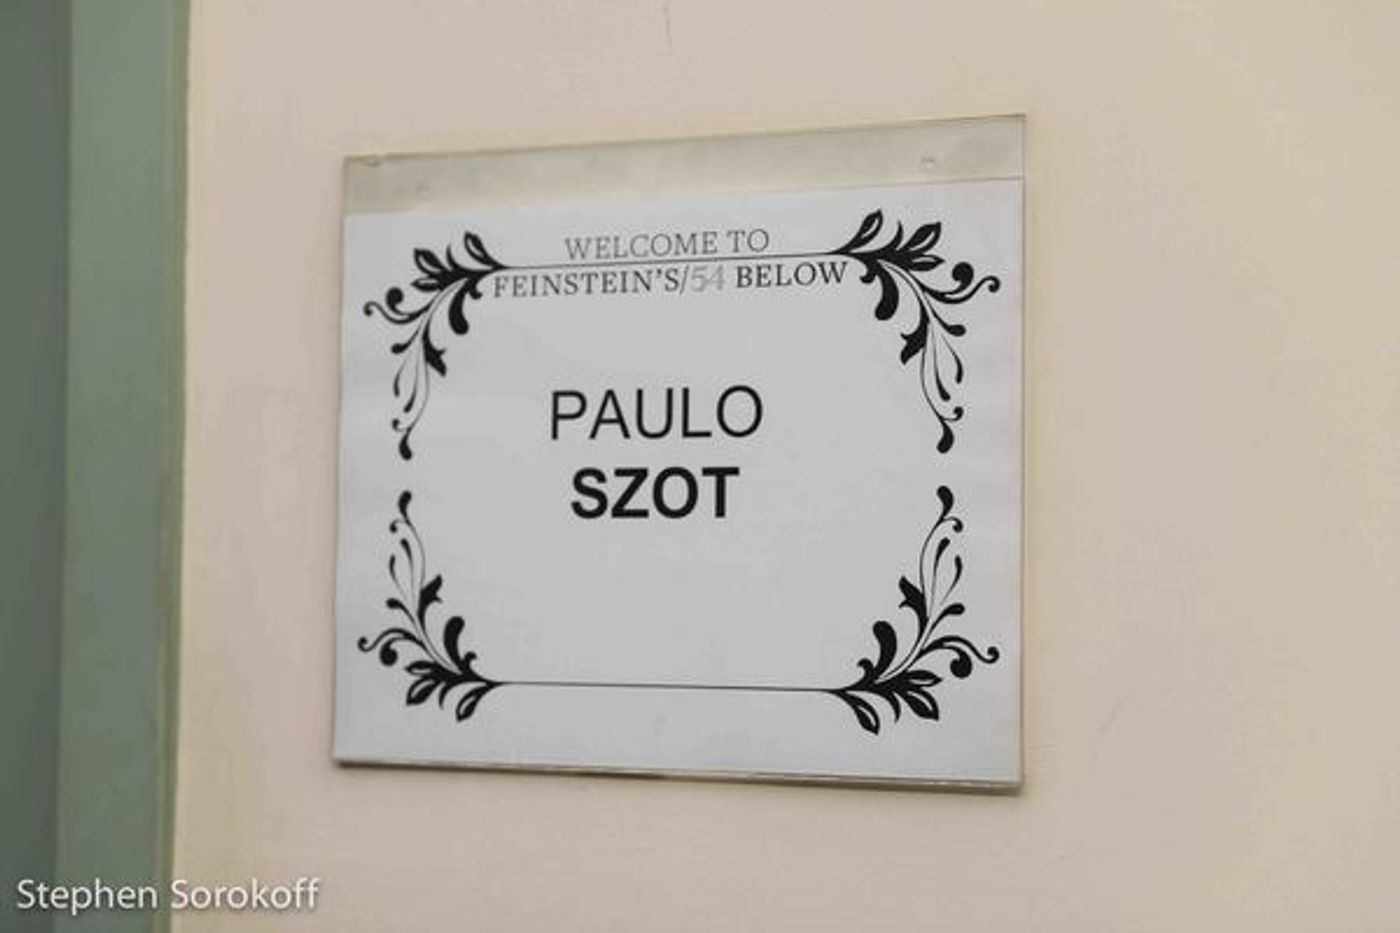 WELCOME TO
FEINSTEIN'S/54 BELOW
PAULO
SZOT
Stephen Sorokoff